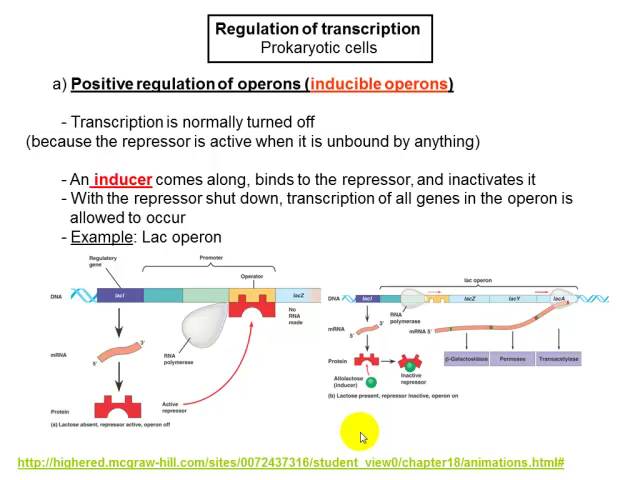 Regulation of transcription
Prokaryotic cells
a) Positive regulation of operons (inducible operons)
- Transcription is normally turned off
(because the repressor is active when it is unbound by anything)
- An inducer comes along, binds to the repressor, and inactivates it
- With the repressor shut down, transcription of all genes in the operon is
allowed to occur
- Example: Lac operon
Regulatory
gene
Promoter
Operator
DNA
lacI
lacZ
No
RNA
made
RNA
polymerase
mRNA
5'
3'
Protein
Active
repressor
(a) Lactose absent, repressor active, operon off
lac operon
DNA
lacI
lacZ
lacY
lacA
RNA
polymerase
mRNA
3'
5'
mRNA 5'
Protein
β-Galactosidase
Permease
Transacetylase
Allolactose
(inducer)
Inactive
repressor
(b) Lactose present, repressor inactive, operon on
http://highered.mcgraw-hill.com/sites/0072437316/student_view0/chapter18/animations.html#